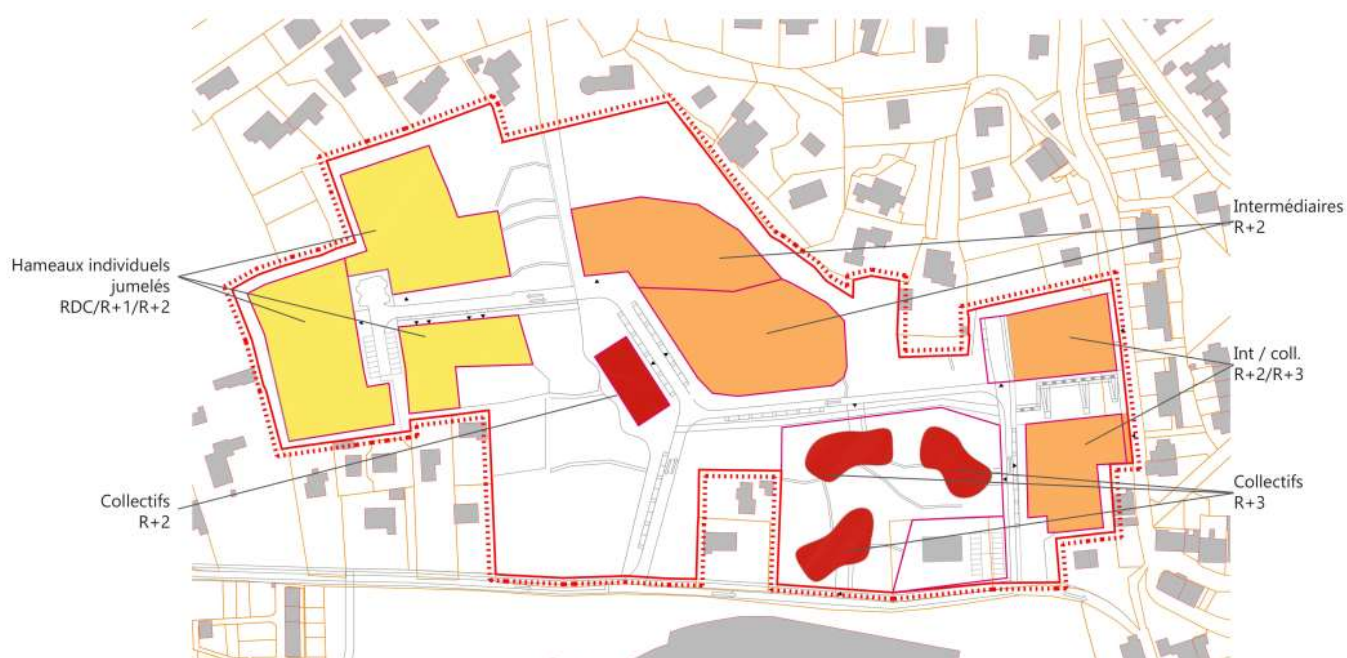 Hameaux individuels
jumelés
RDC/R+1/R+2
Collectifs
R+2
Intermédiaires
R+2
Int / coll.
R+2/R+3
Collectifs
R+3